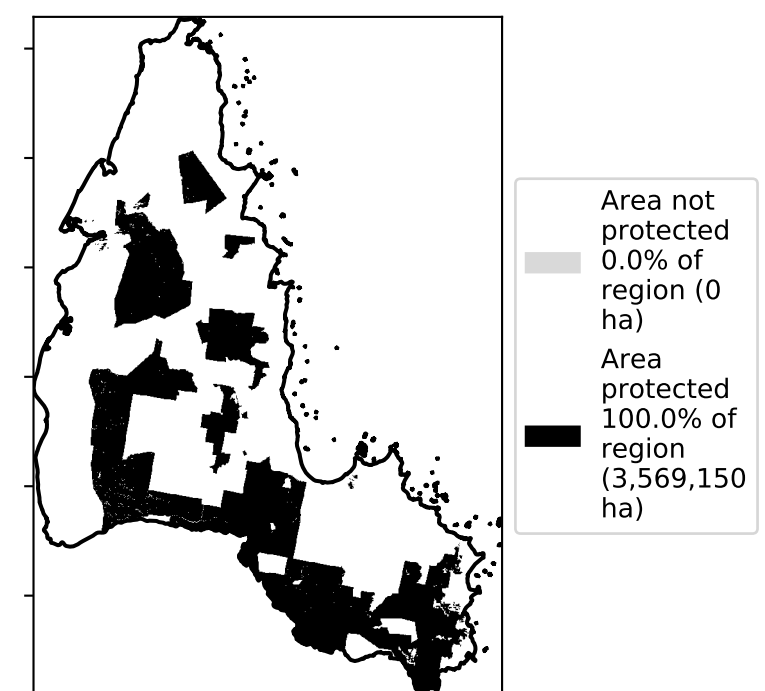 Area not
protected
0.0% of
region (0
ha)
Area
protected
100.0% of
region
(3,569,150
ha)